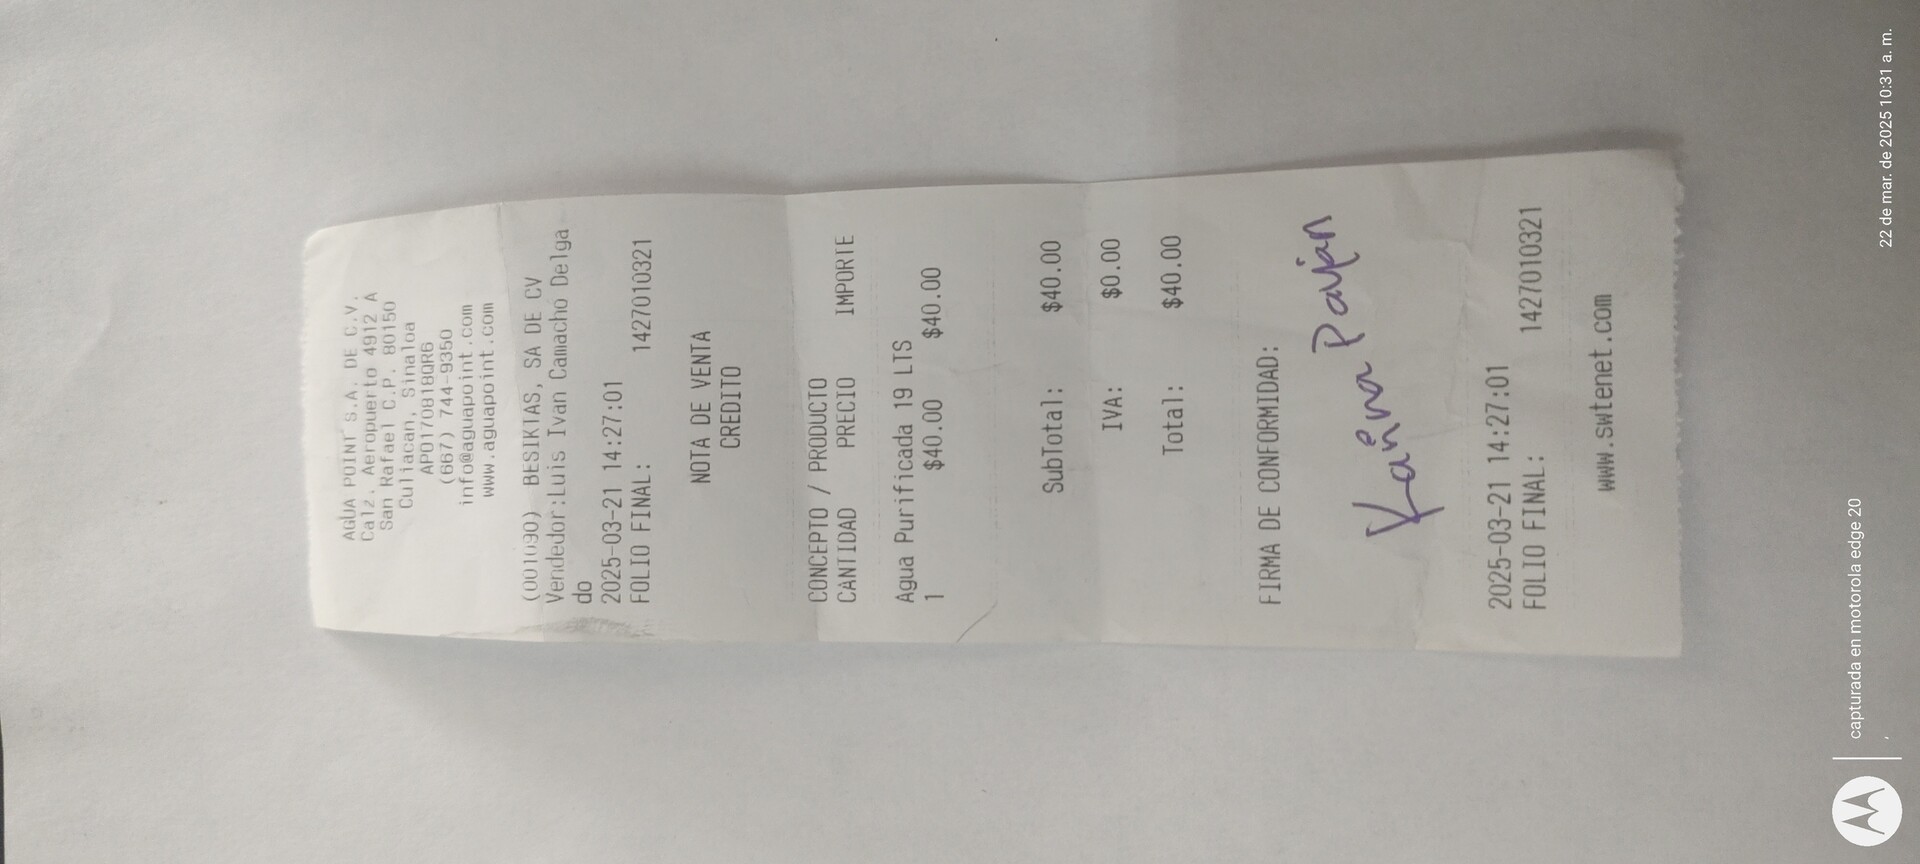 AGUA POINT S.A. DE C.V.
Calz. Aeropuerto 4912 A
San Rafael C.P. 80150
Culiacan, Sinaloa
APO170818QR6
(667) 744-9350
info@aguapoint.com
www.aguapoint.com
(001090) BESIKIAS, SA DE CV
Vendedor:Luis Ivan Camacho Delga
do
2025-03-21 14:27:01
FOLIO FINAL: 1427010321
NOTA DE VENTA
CREDITO
CONCEPTO / PRODUCTO
CANTIDAD PRECIO IMPORTE
Agua Purificada 19 LTS
1 $40.00 $40.00
SubTotal: $40.00
IVA: $0.00
Total: $40.00
FIRMA DE CONFORMIDAD:
2025-03-21 14:27:01
FOLIO FINAL: 1427010321
www.swtenet.com
capturada en motorola edge 20
22 de mar. de 2025 10:31 a. m.